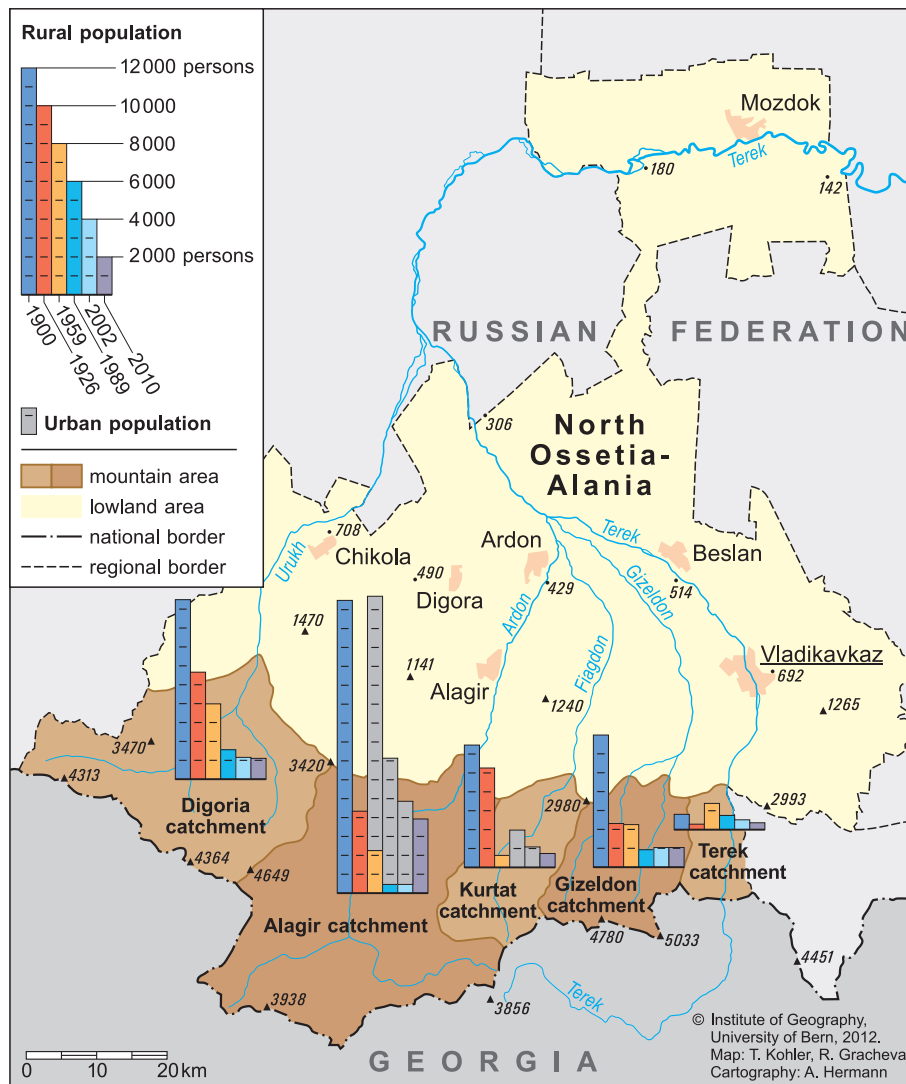 Rural population
12 000 persons
10 000
8 000
6 000
4 000
2 000 persons
1900
1926
1959
1989
2002
2010
Urban population
mountain area
lowland area
national border
regional border
Mozdok
Terek
180
142
RUSSIAN FEDERATION
306
North
Ossetia-
Alania
708
Chikola
Urukh
490
Digora
Ardon
429
Ardon
Terek
Gizeldon
Beslan
514
Fiagdon
1470
1141
Alagir
1240
Vladikavkaz
692
1265
3470
4313
3420
2980
2993
Digoria
catchment
4364
4649
Alagir catchment
Kurtat
catchment
Gizeldon
catchment
Terek
catchment
4780
5033
4451
3938
3856
Terek
GEORGIA
0 10 20 km
© Institute of Geography,
University of Bern, 2012.
Map: T. Kohler, R. Gracheva
Cartography: A. Hermann